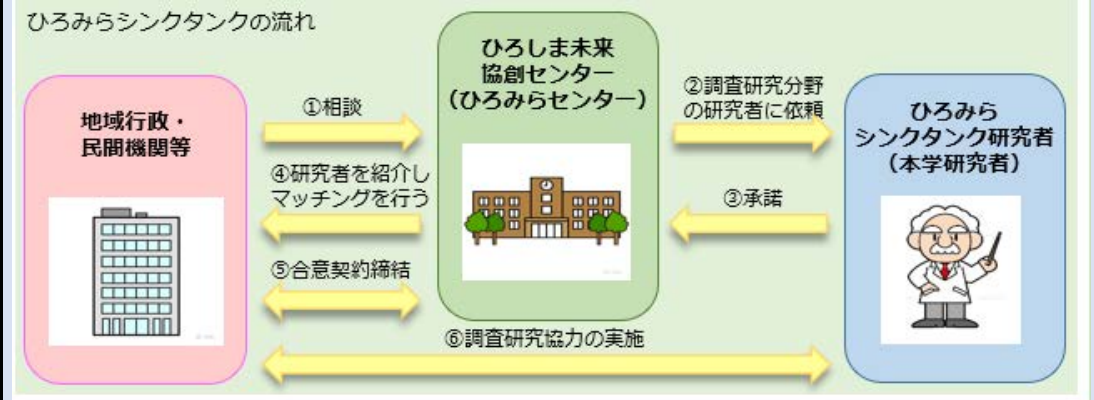 ひろみらシンクタンクの流れ
地域行政・
民間機関等
①相談
④研究者を紹介し
マッチングを行う
⑤合意契約締結
ひろしま未来
協創センター
（ひろみらセンター）
②調査研究分野
の研究者に依頼
③承諾
ひろみら
シンクタンク研究者
（本学研究者）
⑥調査研究協力の実施